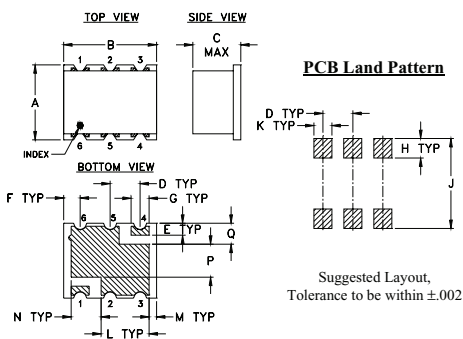 TOP VIEW
SIDE VIEW
B
C
MAX
1 2 3
A
6 5 4
INDEX
PCB Land Pattern
D TYP
K TYP
H TYP
J
BOTTOM VIEW
D TYP
F TYP
G TYP
6 5 4
E TYP
Q
P
1 2 3
N TYP
M TYP
L TYP
Suggested Layout,
Tolerance to be within ±.002